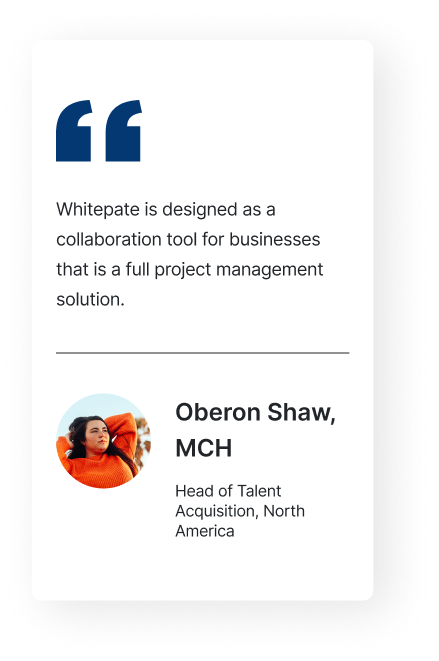 Whitepate is designed as a
collaboration tool for businesses
that is a full project management
solution.
Oberon Shaw,
MCH
Head of Talent
Acquisition, North
America